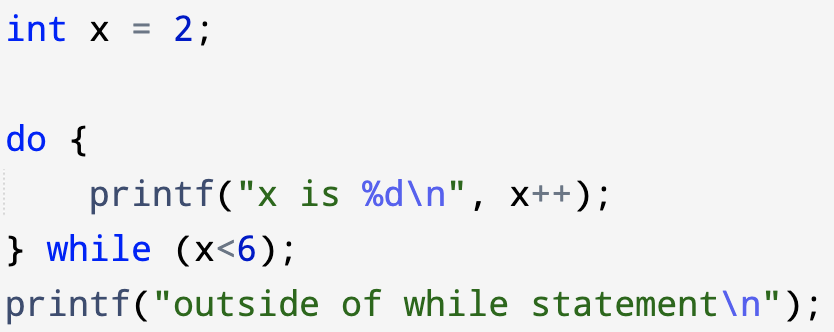 int x = 2;
do {
    printf("x is %d\n", x++);
} while (x<6);
printf("outside of while statement\n");